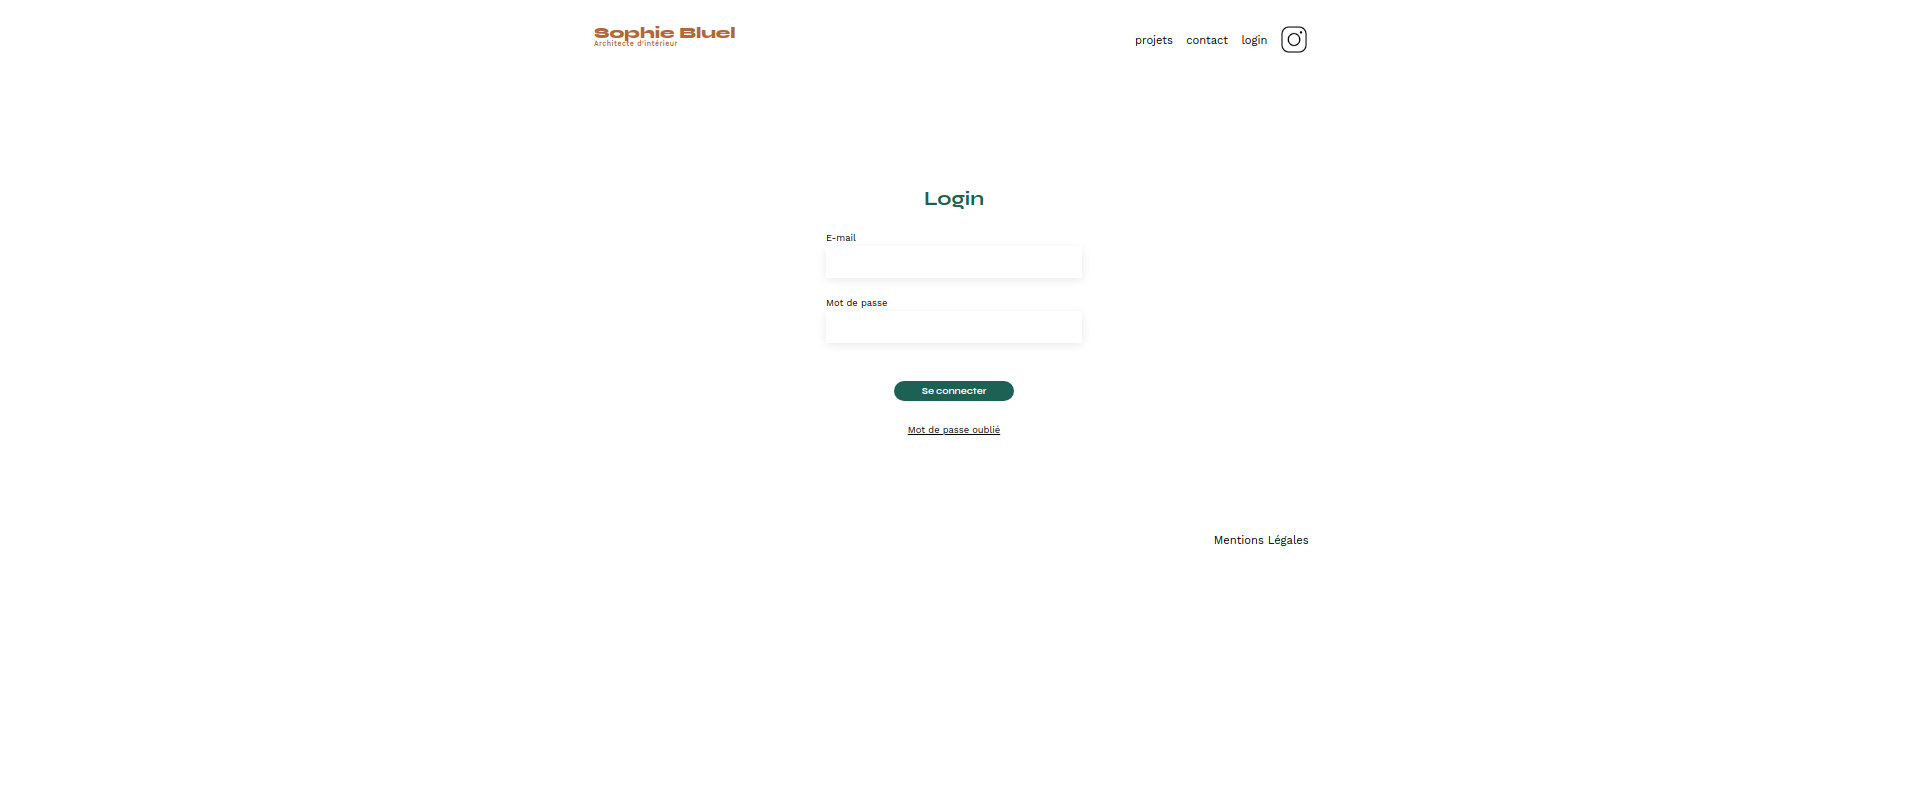 Sophie Bluel
Architecte d'intérieur
projets contact login
Login
E-mail
Mot de passe
Se connecter
Mot de passe oublié
Mentions Légales